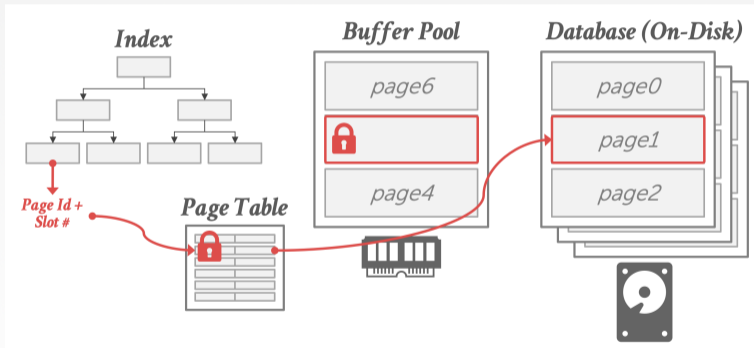 Index
Buffer Pool
Database (On-Disk)
page6
page0
page1
page4
page2
Page Id +
Slot #
Page Table